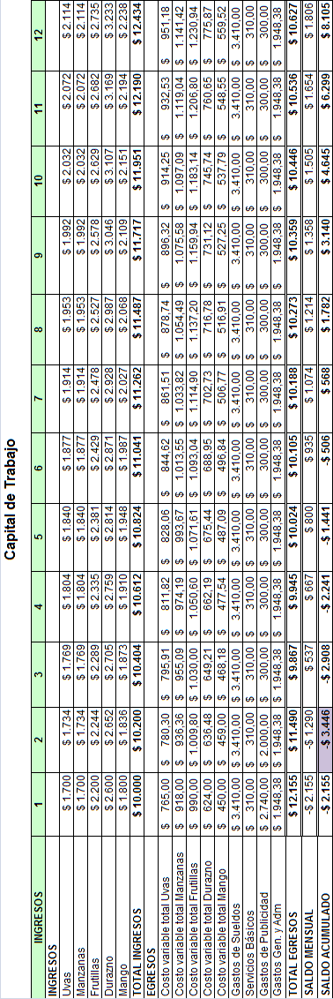 Capital de Trabajo
INGRESOS 1 2 3 4 5 6 7 8 9 10 11 12
INGRESOS
Uvas $ 1.700 $ 1.734 $ 1.769 $ 1.804 $ 1.840 $ 1.877 $ 1.914 $ 1.953 $ 1.992 $ 2.032 $ 2.072 $ 2.114
Manzanas $ 1.700 $ 1.734 $ 1.769 $ 1.804 $ 1.840 $ 1.877 $ 1.914 $ 1.953 $ 1.992 $ 2.032 $ 2.072 $ 2.114
Frutillas $ 2.200 $ 2.244 $ 2.289 $ 2.335 $ 2.381 $ 2.429 $ 2.478 $ 2.527 $ 2.578 $ 2.629 $ 2.682 $ 2.735
Durazno $ 2.600 $ 2.652 $ 2.705 $ 2.759 $ 2.814 $ 2.871 $ 2.928 $ 2.987 $ 3.046 $ 3.107 $ 3.169 $ 3.233
Mango $ 1.800 $ 1.836 $ 1.873 $ 1.910 $ 1.948 $ 1.987 $ 2.027 $ 2.068 $ 2.109 $ 2.151 $ 2.194 $ 2.238
TOTAL INGRESOS $ 10.000 $ 10.200 $ 10.404 $ 10.612 $ 10.824 $ 11.041 $ 11.262 $ 11.487 $ 11.717 $ 11.951 $ 12.190 $ 12.434
EGRESOS
Costo variable total Uvas $ 765,00 $ 780,30 $ 795,91 $ 811,82 $ 828,06 $ 844,62 $ 861,51 $ 878,74 $ 896,32 $ 914,25 $ 932,53 $ 951,18
Costo variable total Manzanas $ 918,00 $ 936,36 $ 955,09 $ 974,19 $ 993,67 $ 1.013,55 $ 1.033,82 $ 1.054,49 $ 1.075,58 $ 1.097,09 $ 1.119,04 $ 1.141,42
Costo variable total Frutillas $ 990,00 $ 1.009,80 $ 1.030,00 $ 1.050,60 $ 1.071,61 $ 1.093,04 $ 1.114,90 $ 1.137,20 $ 1.159,94 $ 1.183,14 $ 1.206,80 $ 1.230,94
Costo variable total Durazno $ 624,00 $ 636,48 $ 649,21 $ 662,19 $ 675,44 $ 688,95 $ 702,73 $ 716,78 $ 731,12 $ 745,74 $ 760,65 $ 775,87
Costo variable total Mango $ 450,00 $ 459,00 $ 468,18 $ 477,54 $ 487,09 $ 496,84 $ 506,77 $ 516,91 $ 527,25 $ 537,79 $ 548,55 $ 559,52
Gastos de Sueldos $ 3.410,00 $ 3.410,00 $ 3.410,00 $ 3.410,00 $ 3.410,00 $ 3.410,00 $ 3.410,00 $ 3.410,00 $ 3.410,00 $ 3.410,00 $ 3.410,00 $ 3.410,00
Servicios Básicos $ 310,00 $ 310,00 $ 310,00 $ 310,00 $ 310,00 $ 310,00 $ 310,00 $ 310,00 $ 310,00 $ 310,00 $ 310,00 $ 310,00
Gastos de Publicidad $ 2.740,00 $ 2.000,00 $ 300,00 $ 300,00 $ 300,00 $ 300,00 $ 300,00 $ 300,00 $ 300,00 $ 300,00 $ 300,00 $ 300,00
Gastos Gen. y Adm $ 1.948,38 $ 1.948,38 $ 1.948,38 $ 1.948,38 $ 1.948,38 $ 1.948,38 $ 1.948,38 $ 1.948,38 $ 1.948,38 $ 1.948,38 $ 1.948,38 $ 1.948,38
TOTAL EGRESOS $ 12.155 $ 11.490 $ 9.867 $ 9.945 $ 10.024 $ 10.105 $ 10.188 $ 10.273 $ 10.359 $ 10.446 $ 10.536 $ 10.627
SALDO MENSUAL -$ 2.155 -$ 1.290 $ 537 $ 667 $ 800 $ 935 $ 1.074 $ 1.214 $ 1.358 $ 1.505 $ 1.654 $ 1.806
SALDO ACUMULADO -$ 2.155 -$ 3.446 -$ 2.908 -$ 2.241 -$ 1.441 -$ 506 $ 568 $ 1.782 $ 3.140 $ 4.645 $ 6.299 $ 8.105